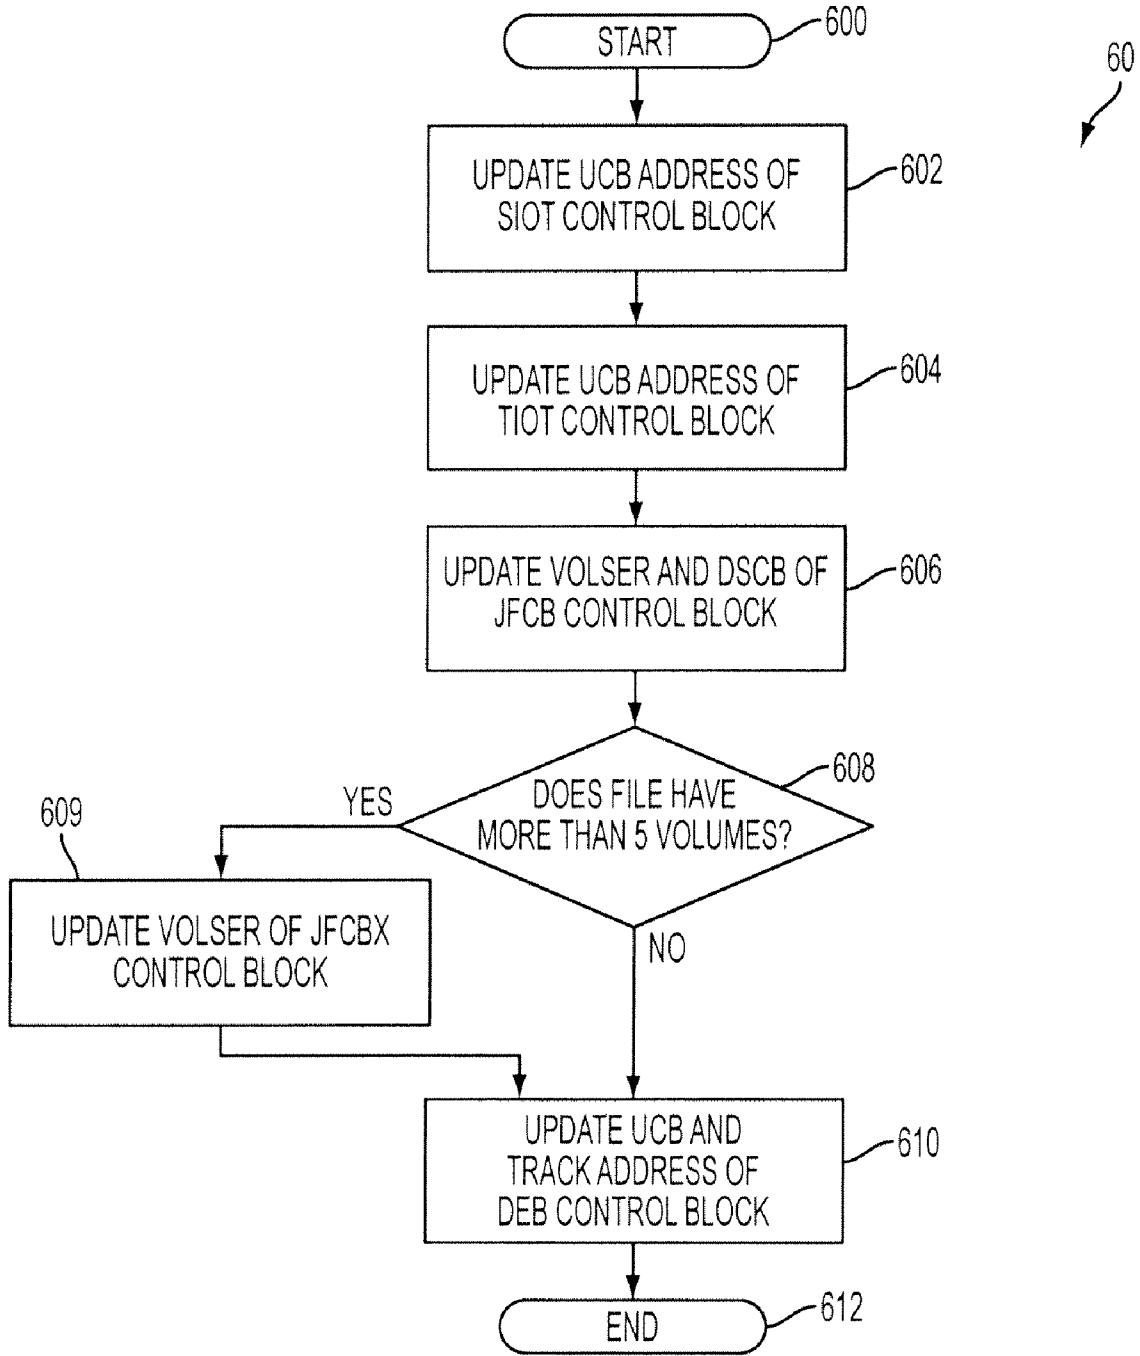 START
600
60
UPDATE UCB ADDRESS OF
SIOT CONTROL BLOCK
602
UPDATE UCB ADDRESS OF
TIOT CONTROL BLOCK
604
UPDATE VOLSER AND DSCB OF
JFCB CONTROL BLOCK
606
DOES FILE HAVE
MORE THAN 5 VOLUMES?
608
YES
609
UPDATE VOLSER OF JFCBX
CONTROL BLOCK
NO
UPDATE UCB AND
TRACK ADDRESS OF
DEB CONTROL BLOCK
610
END
612